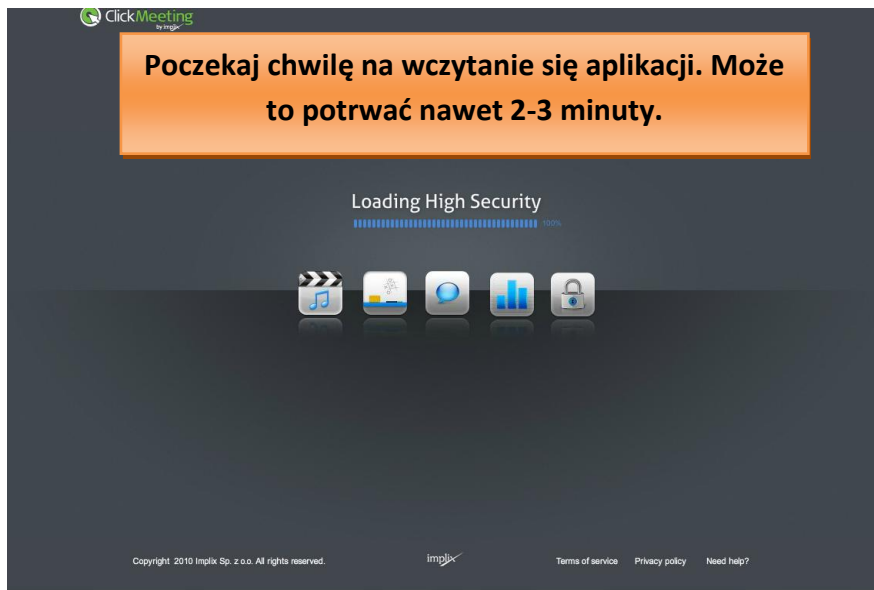 ClickMeeting
by implix
Poczekaj chwilę na wczytanie się aplikacji. Może
to potrwać nawet 2-3 minuty.
Loading High Security
100%
Copyright 2010 Implix Sp. z o.o. All rights reserved.
implix
Terms of service Privacy policy Need help?